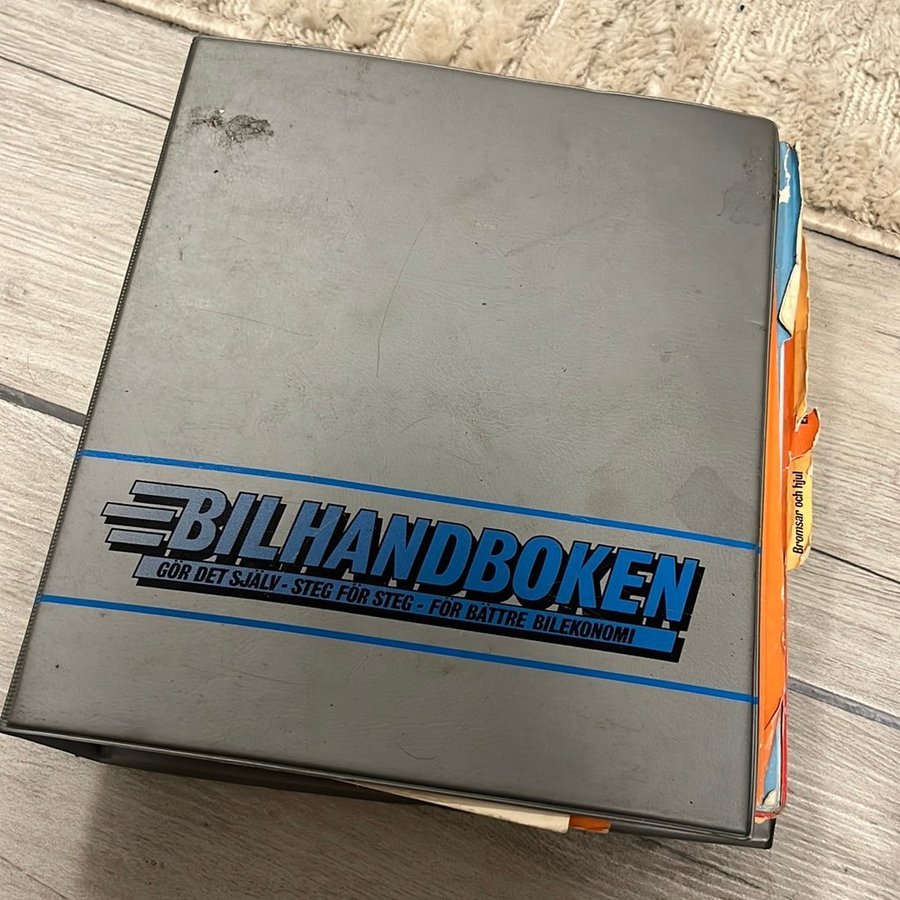 BILHANDBOKEN
GÖR DET SJÄLV - STEG FÖR STEG - FÖR BÄTTRE BILEKONOMI
Bromsar och hjul